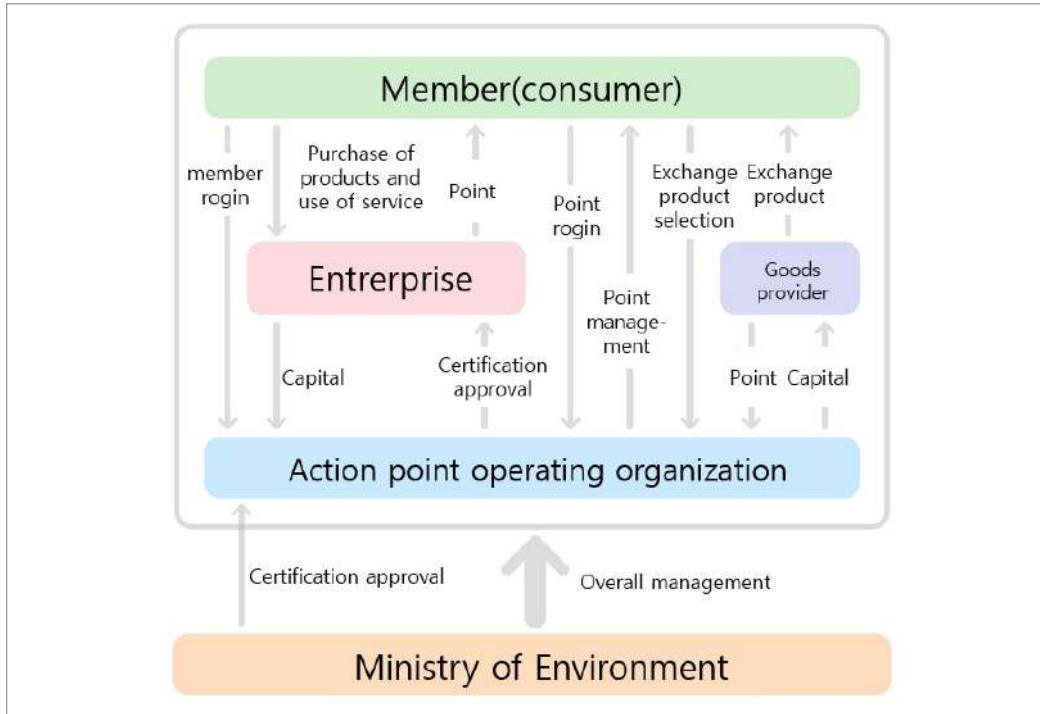 Member(consumer)
member
rogin
Purchase of
products and
use of service
Point
Point
rogin
Exchange
product
selection
Exchange
product
Entrerprise
Goods
provider
Point
manage-
ment
Capital
Certification
approval
Point
Capital
Action point operating organization
Certification approval
Overall management
Ministry of Environment